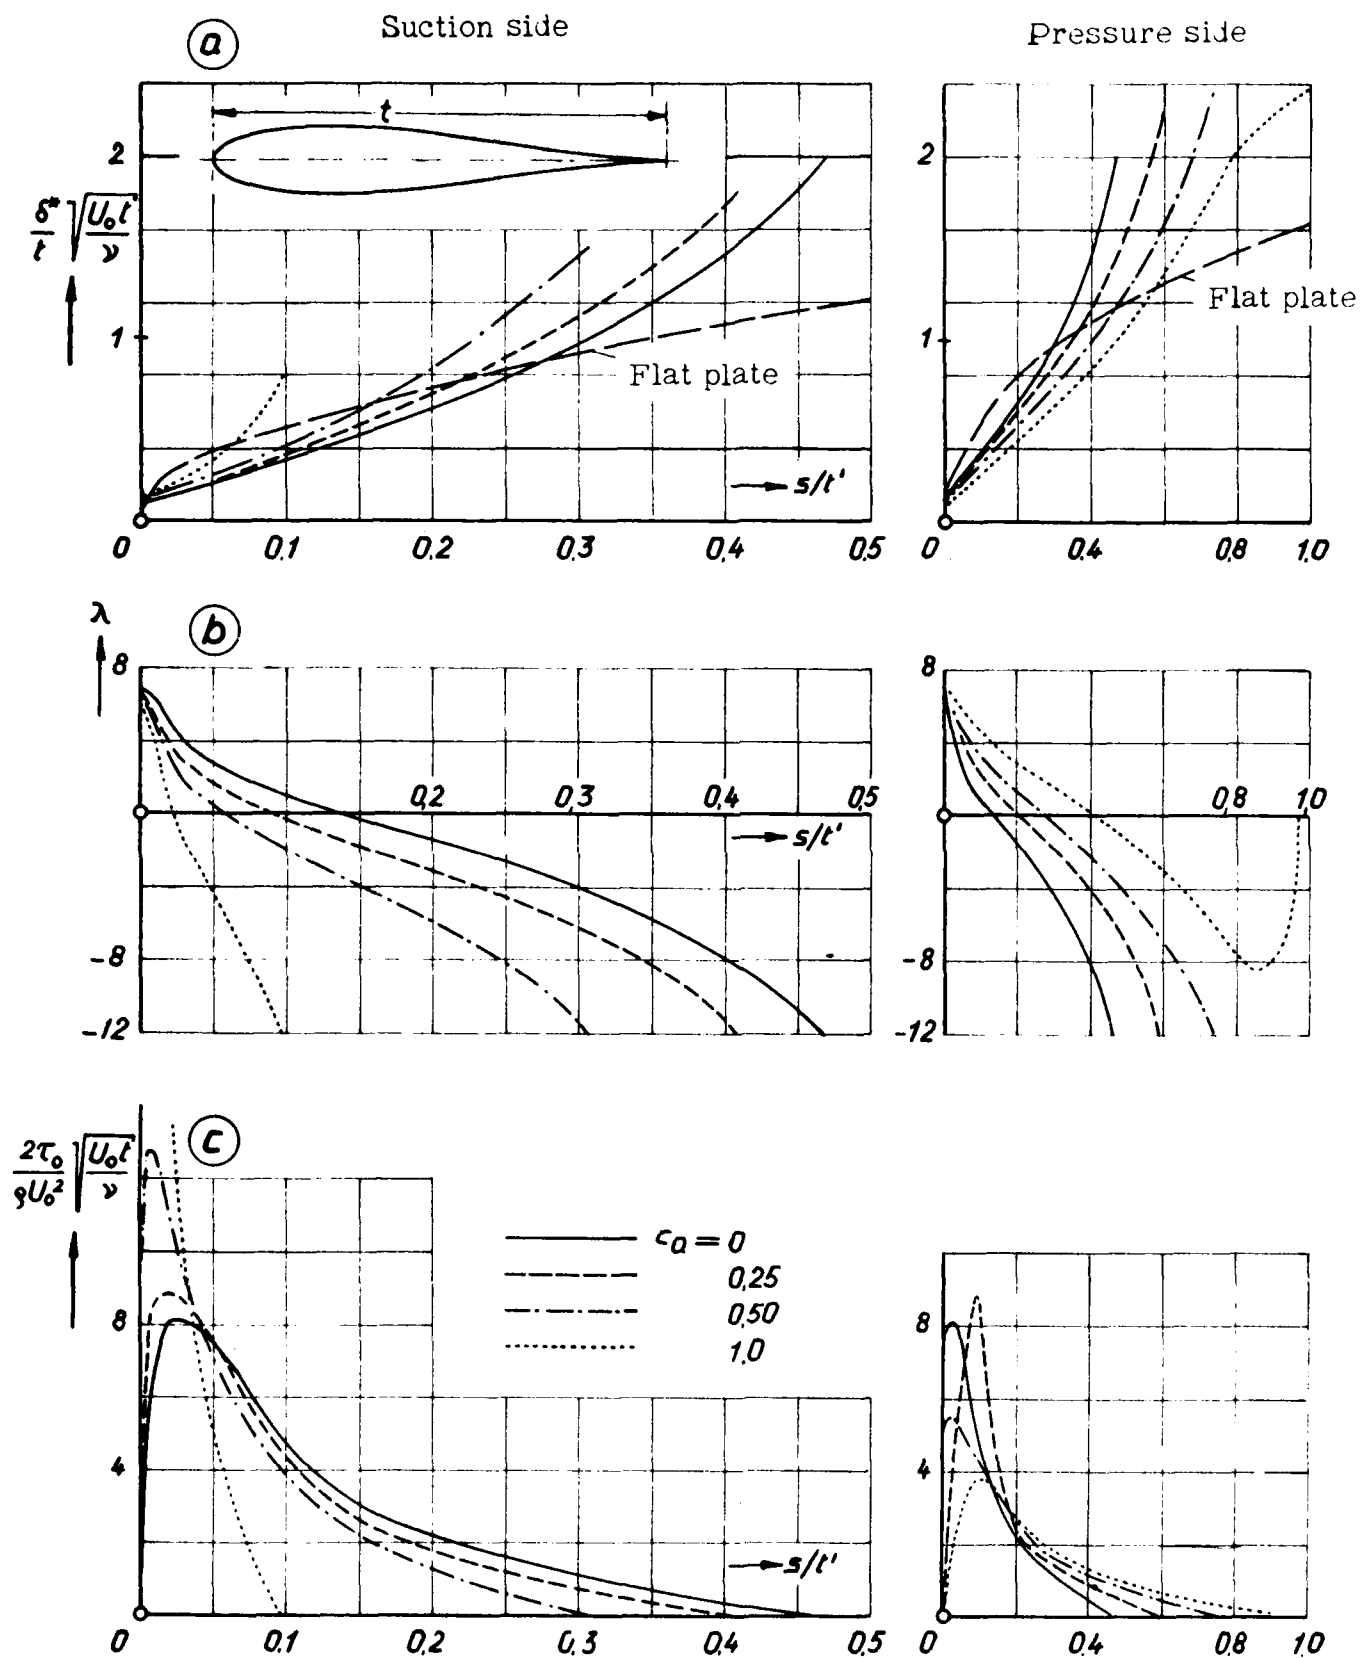 Suction side
Pressure side
a
t
2
1
δ* / t √ U₀t / ν
Flat plate
→ s/t'
0 0,1 0,2 0,3 0,4 0,5
2
1
Flat plate
0 0,4 0,8 1,0
λ
b
8
-8
-12
0,2 0,3 0,4 0,5
→ s/t'
8
-8
-12
0,8 1,0
c
2τ₀ / ρU₀² √ U₀t / ν
8
4
cₐ = 0
0,25
0,50
1,0
→ s/t'
0 0,1 0,2 0,3 0,4 0,5
8
4
0 0,4 0,8 1,0